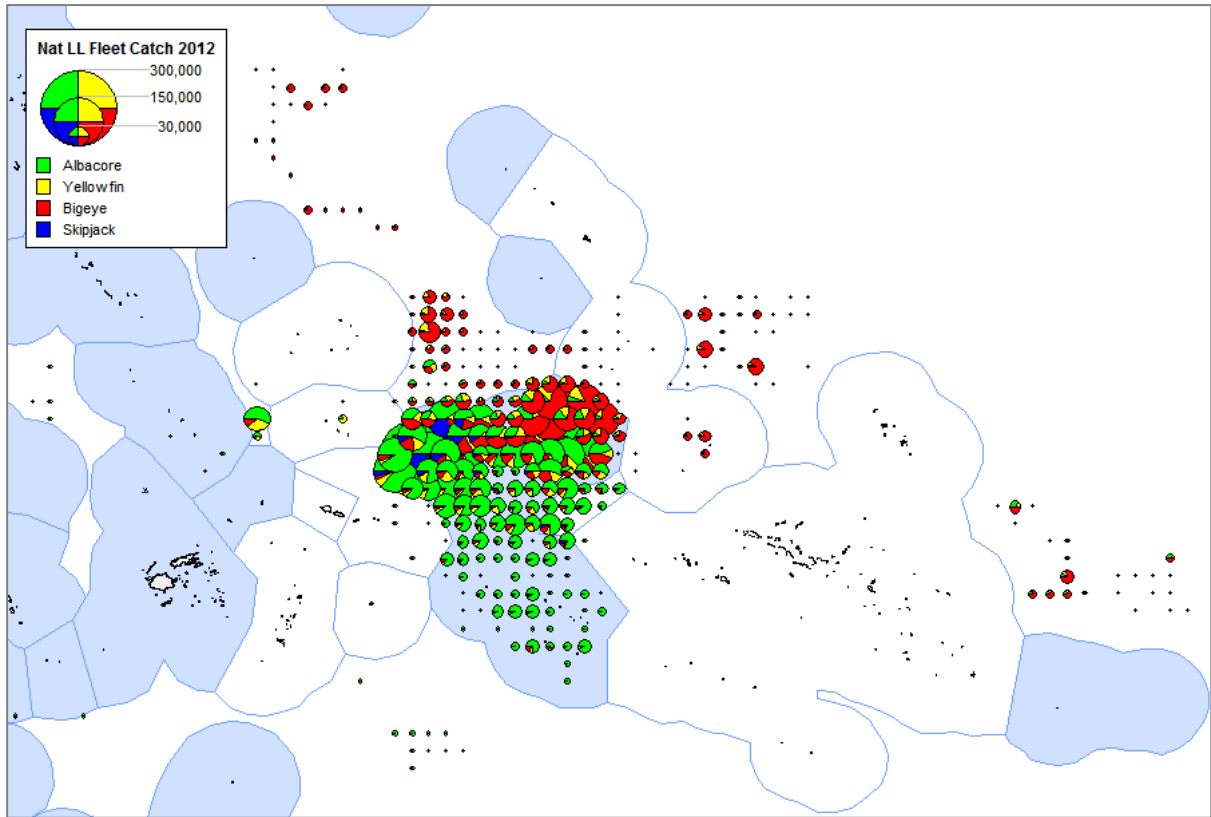 Nat LL Fleet Catch 2012
300,000
150,000
30,000
Albacore
Yellowfin
Bigeye
Skipjack